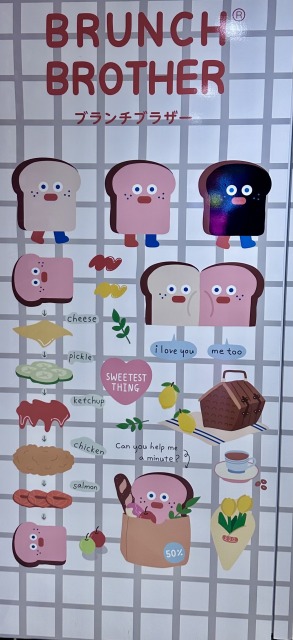 BRUNCH®
BROTHER
ブランチブラザー
cheese
pickle
ketchup
chicken
salmon
i love you
me too
SWEETEST
THING
Can you help me
a minute?
50%